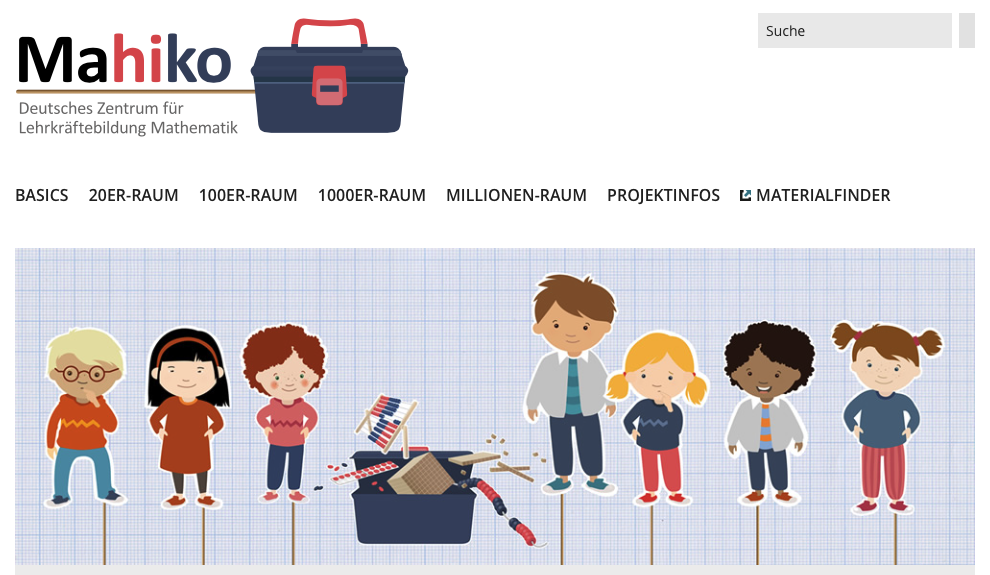 Mahiko
Deutsches Zentrum für
Lehrkräftebildung Mathematik
Suche
BASICS 20ER-RAUM 100ER-RAUM 1000ER-RAUM MILLIONEN-RAUM PROJEKTINFOS MATERIALFINDER